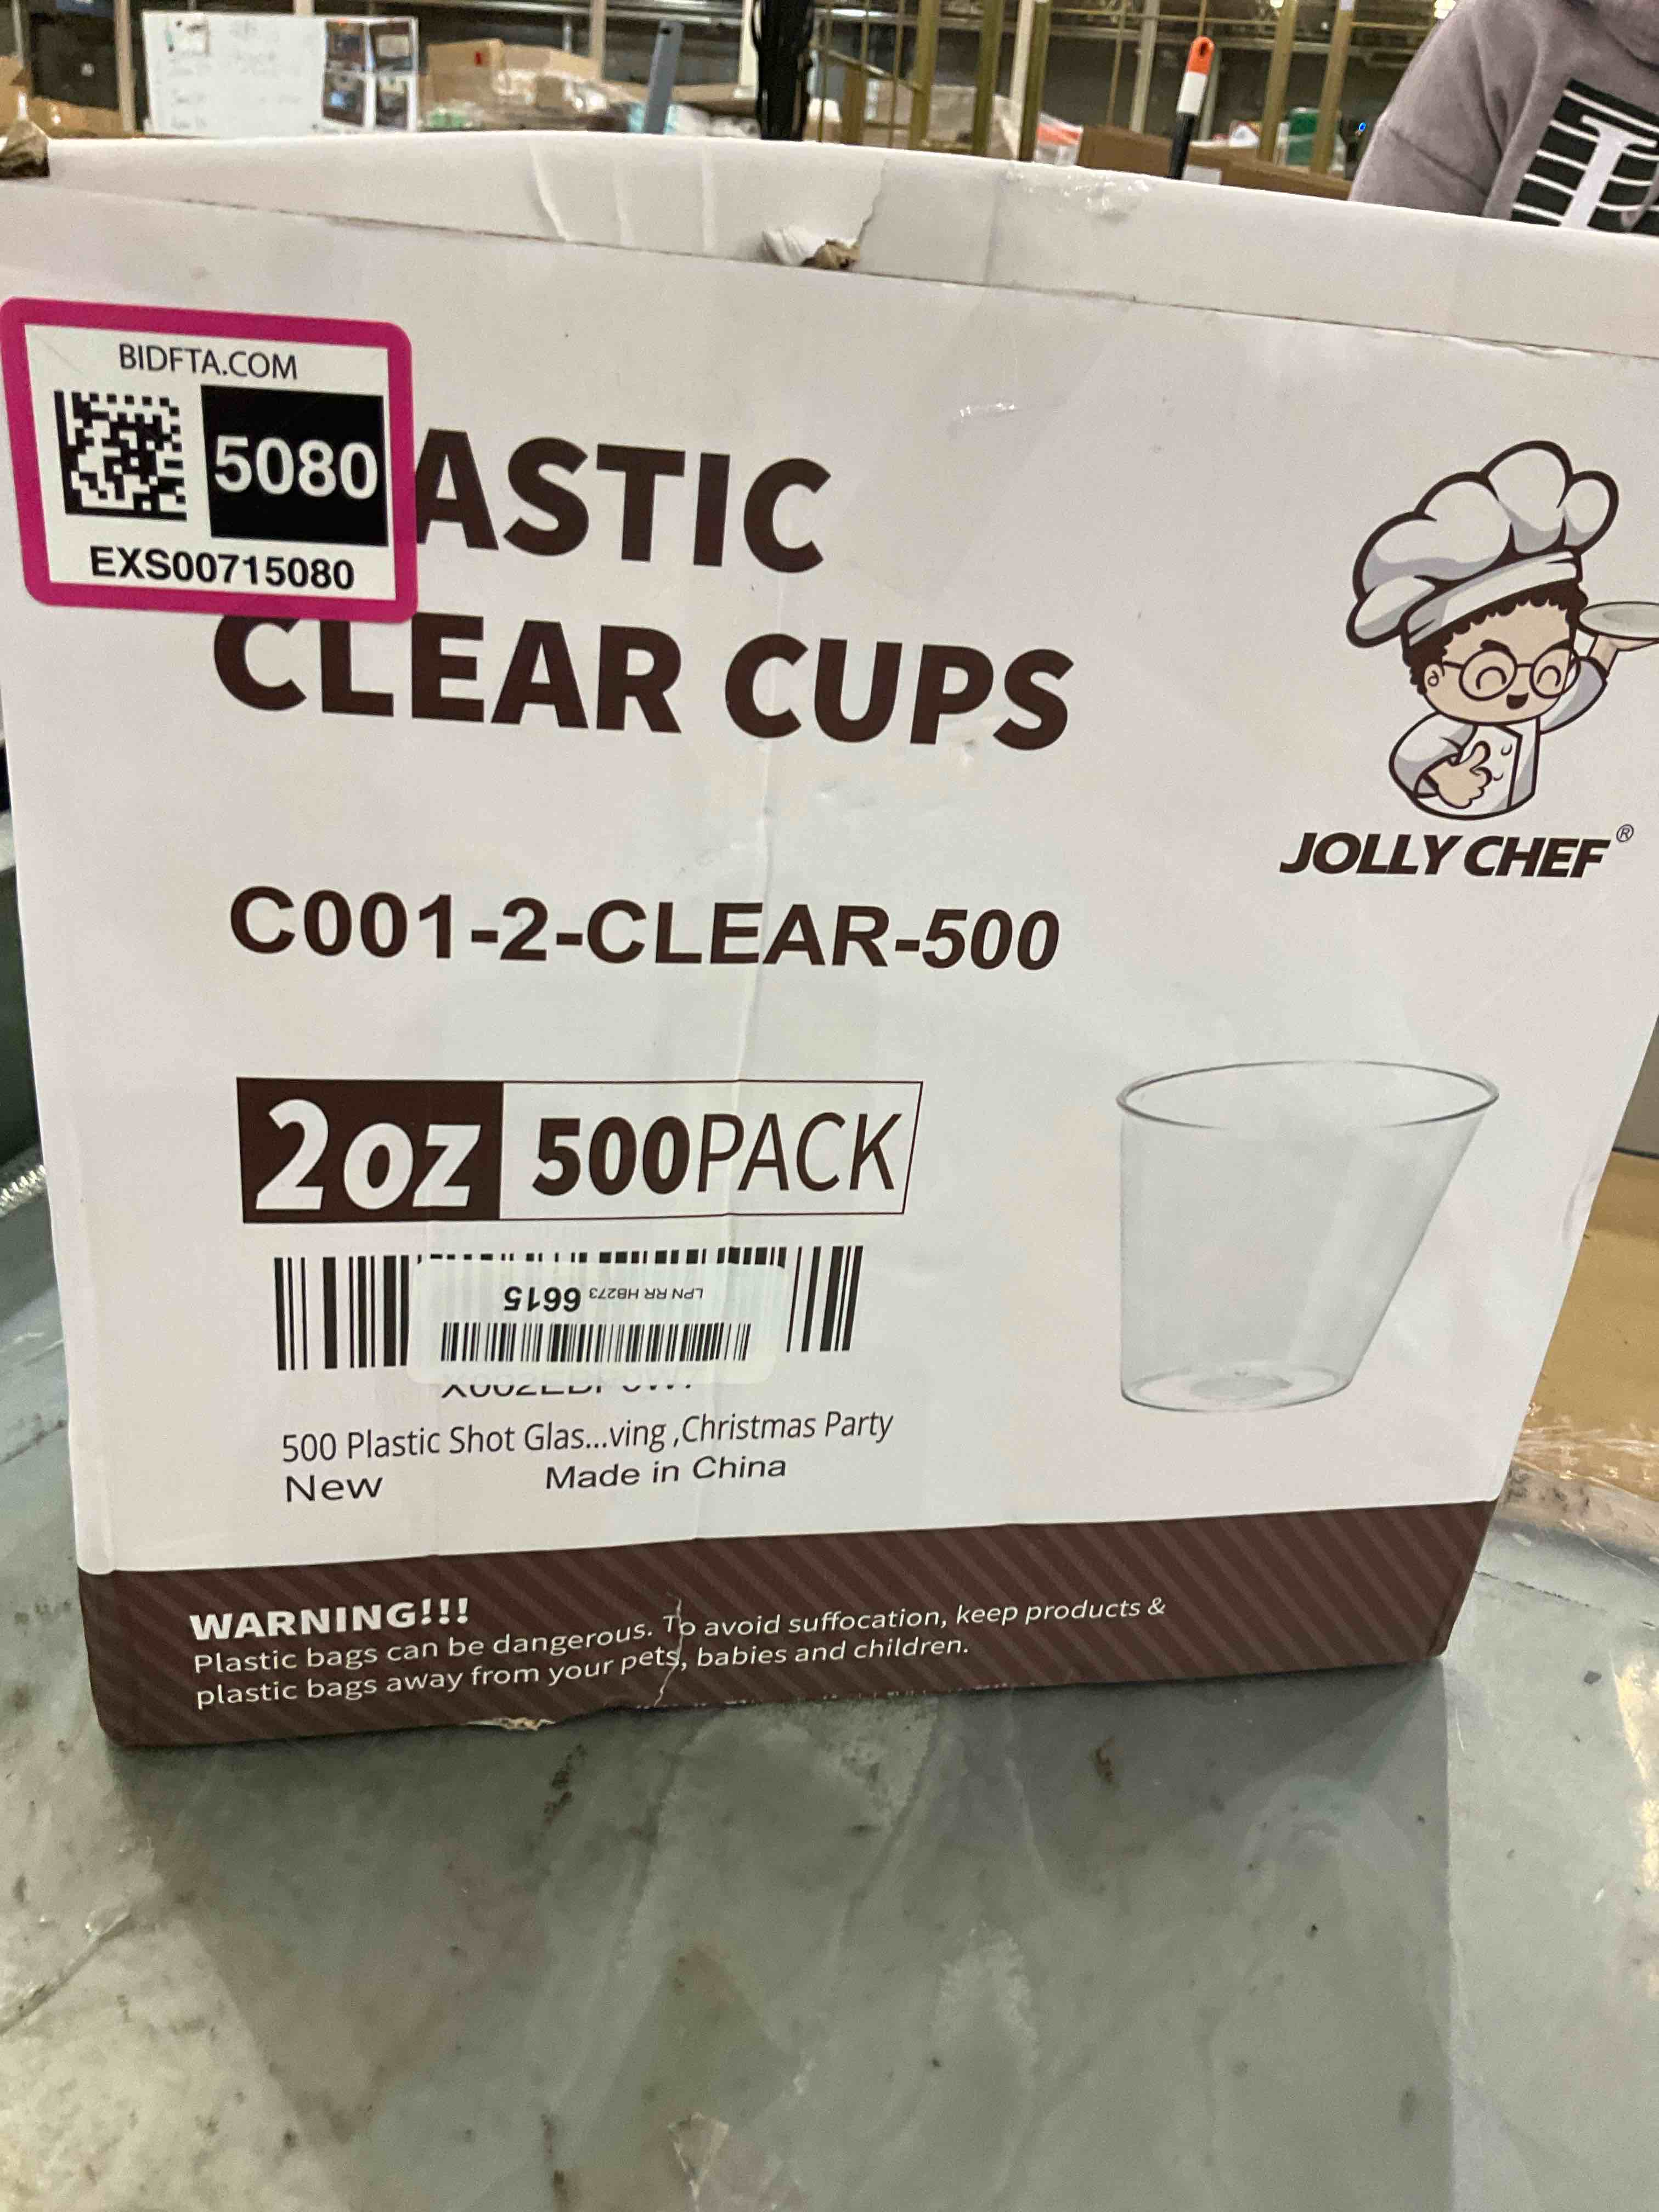 BIDFTA.COM
5080
EXS00715080
ASTIC
CLEAR CUPS
JOLLY CHEF®
C001-2-CLEAR-500
2oz 500PACK
LPN RR HB273 6615
500 Plastic Shot Glas...ving ,Christmas Party
New Made in China
WARNING!!!
Plastic bags can be dangerous. To avoid suffocation, keep products &
plastic bags away from your pets, babies and children.